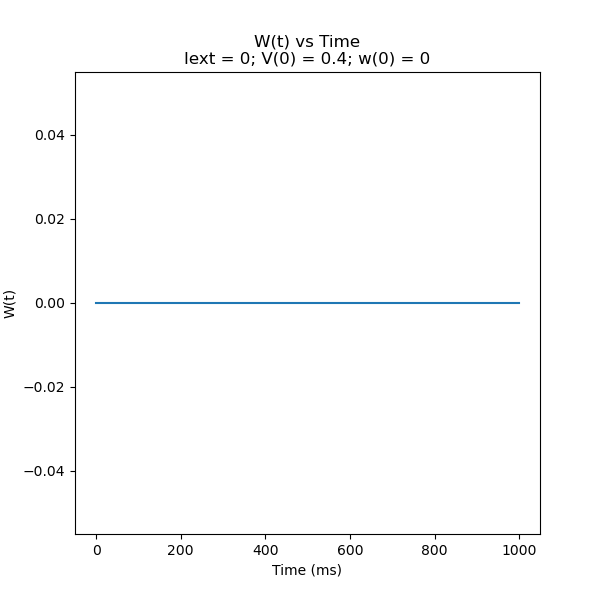 W(t) vs Time
Iext = 0; V(0) = 0.4; w(0) = 0
0.04
0.02
0.00
−0.02
−0.04
W(t)
0 200 400 600 800 1000
Time (ms)